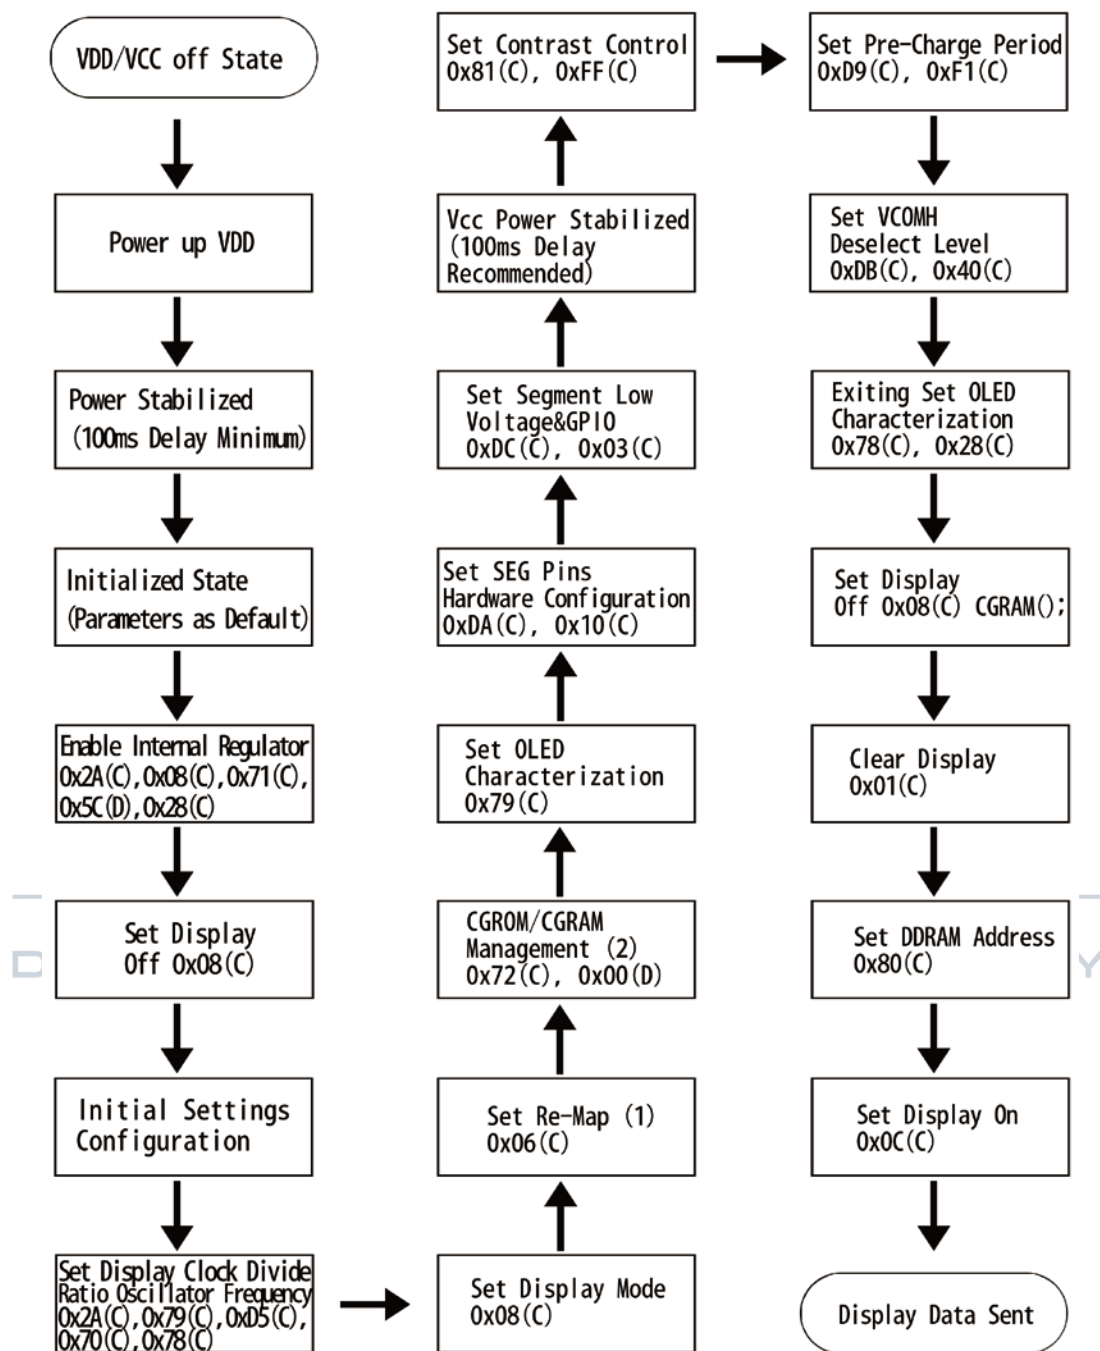 VDD/VCC off State
Power up VDD
Power Stabilized
(100ms Delay Minimum)
Initialized State
(Parameters as Default)
Enable Internal Regulator
0x2A(C),0x08(C),0x71(C),
0x5C(D),0x28(C)
Set Display
Off 0x08(C)
Initial Settings
Configuration
Set Display Clock Divide
Ratio Oscillator Frequency
0x2A(C),0x79(C),0xD5(C),
0x70(C),0x78(C)
Set Display Mode
0x08(C)
Set Re-Map (1)
0x06(C)
CGROM/CGRAM
Management (2)
0x72(C), 0x00(D)
Set OLED
Characterization
0x79(C)
Set SEG Pins
Hardware Configuration
0xDA(C), 0x10(C)
Set Segment Low
Voltage&GPIO
0xDC(C), 0x03(C)
Vcc Power Stabilized
(100ms Delay
Recommended)
Set Contrast Control
0x81(C), 0xFF(C)
Set Pre-Charge Period
0xD9(C), 0xF1(C)
Set VCOMH
Deselect Level
0xDB(C), 0x40(C)
Exiting Set OLED
Characterization
0x78(C), 0x28(C)
Set Display
Off 0x08(C) CGRAM();
Clear Display
0x01(C)
Set DDRAM Address
0x80(C)
Set Display On
0x0C(C)
Display Data Sent